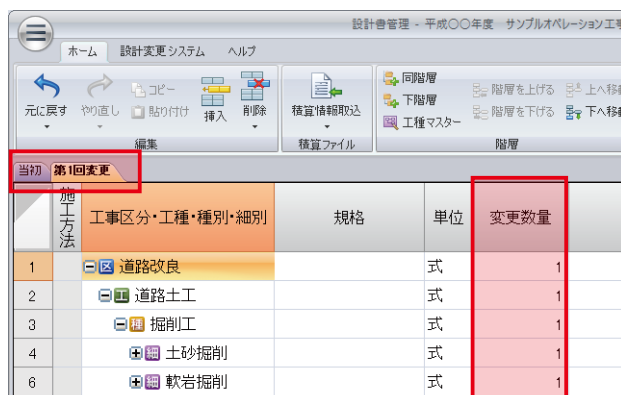 設計書管理 - 平成〇〇年度 サンプルオペレーション工事
ホーム 設計変更システム ヘルプ
元に戻す やり直し コピー 貼り付け 挿入 削除
編集
積算情報取込
積算ファイル
同階層 階層を上げる 上へ移動
下階層 階層を下げる 下へ移動
工種マスター
階層
当初 第1回変更
施工方法 工事区分・工種・種別・細別 規格 単位 変更数量
1 区 道路改良 式 1
2 工 道路土工 式 1
3 種 掘削工 式 1
4 細 土砂掘削 式 1
6 細 軟岩掘削 式 1